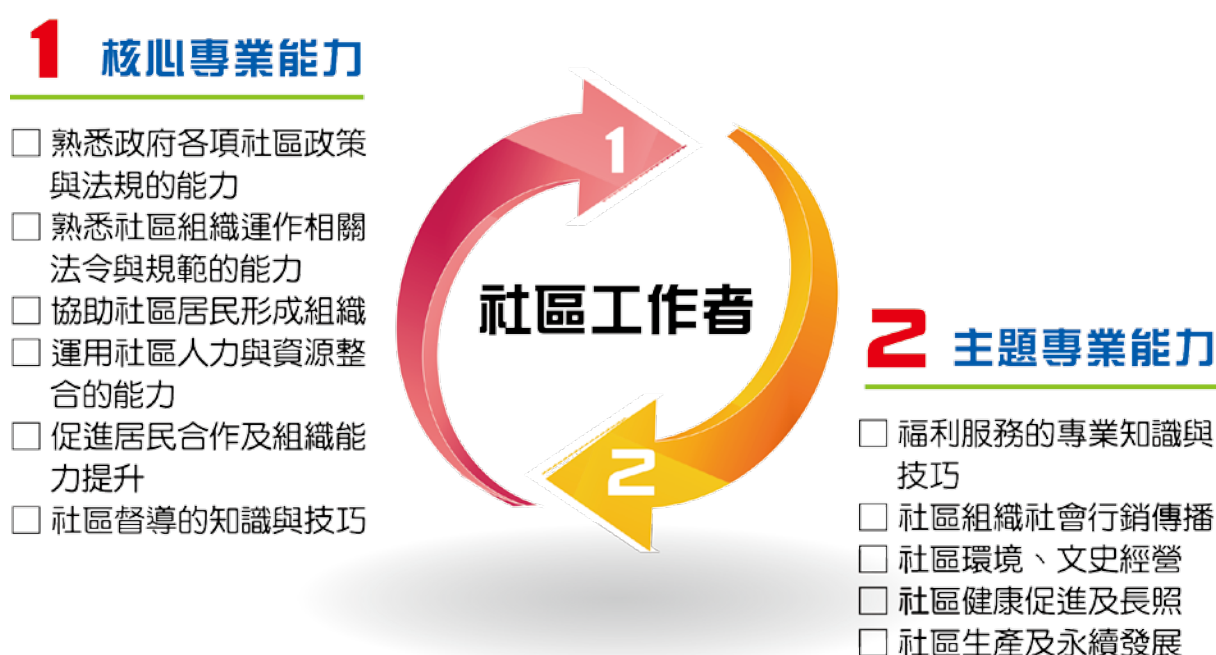 1 核心專業能力
□ 熟悉政府各項社區政策
與法規的能力
□ 熟悉社區組織運作相關
法令與規範的能力
□ 協助社區居民形成組織
□ 運用社區人力與資源整
合的能力
□ 促進居民合作及組織能
力提升
□ 社區督導的知識與技巧
1
社區工作者
2
2 主題專業能力
□ 福利服務的專業知識與
技巧
□ 社區組織社會行銷傳播
□ 社區環境、文史經營
□ 社區健康促進及長照
□ 社區生產及永續發展